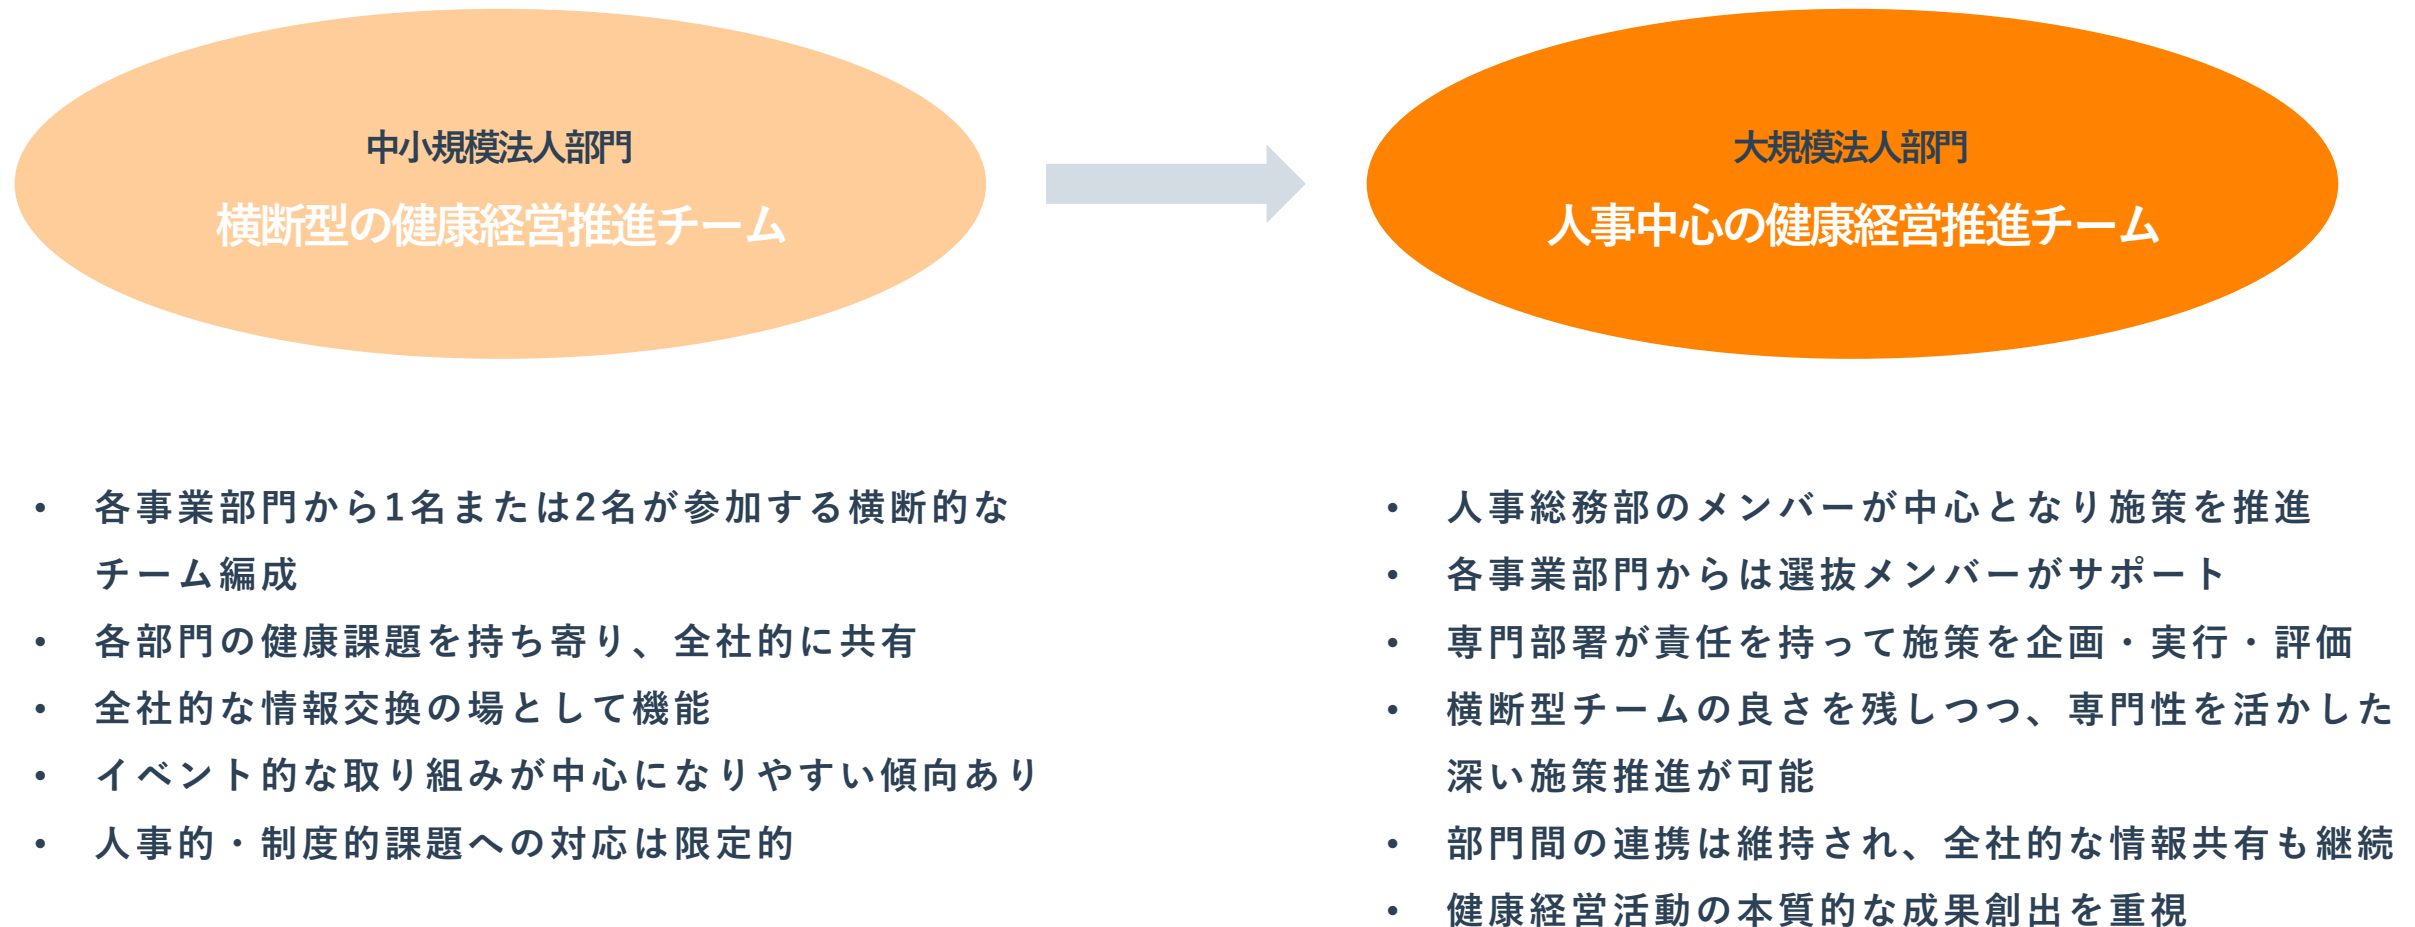 中小規模法人部門
横断型の健康経営推進チーム
大規模法人部門
人事中心の健康経営推進チーム
• 各事業部門から1名または2名が参加する横断的な
チーム編成
• 各部門の健康課題を持ち寄り、全社的に共有
• 全社的な情報交換の場として機能
• イベント的な取り組みが中心になりやすい傾向あり
• 人事的・制度的課題への対応は限定的
• 人事総務部のメンバーが中心となり施策を推進
• 各事業部門からは選抜メンバーがサポート
• 専門部署が責任を持って施策を企画・実行・評価
• 横断型チームの良さを残しつつ、専門性を活かした
深い施策推進が可能
• 部門間の連携は維持され、全社的な情報共有も継続
• 健康経営活動の本質的な成果創出を重視